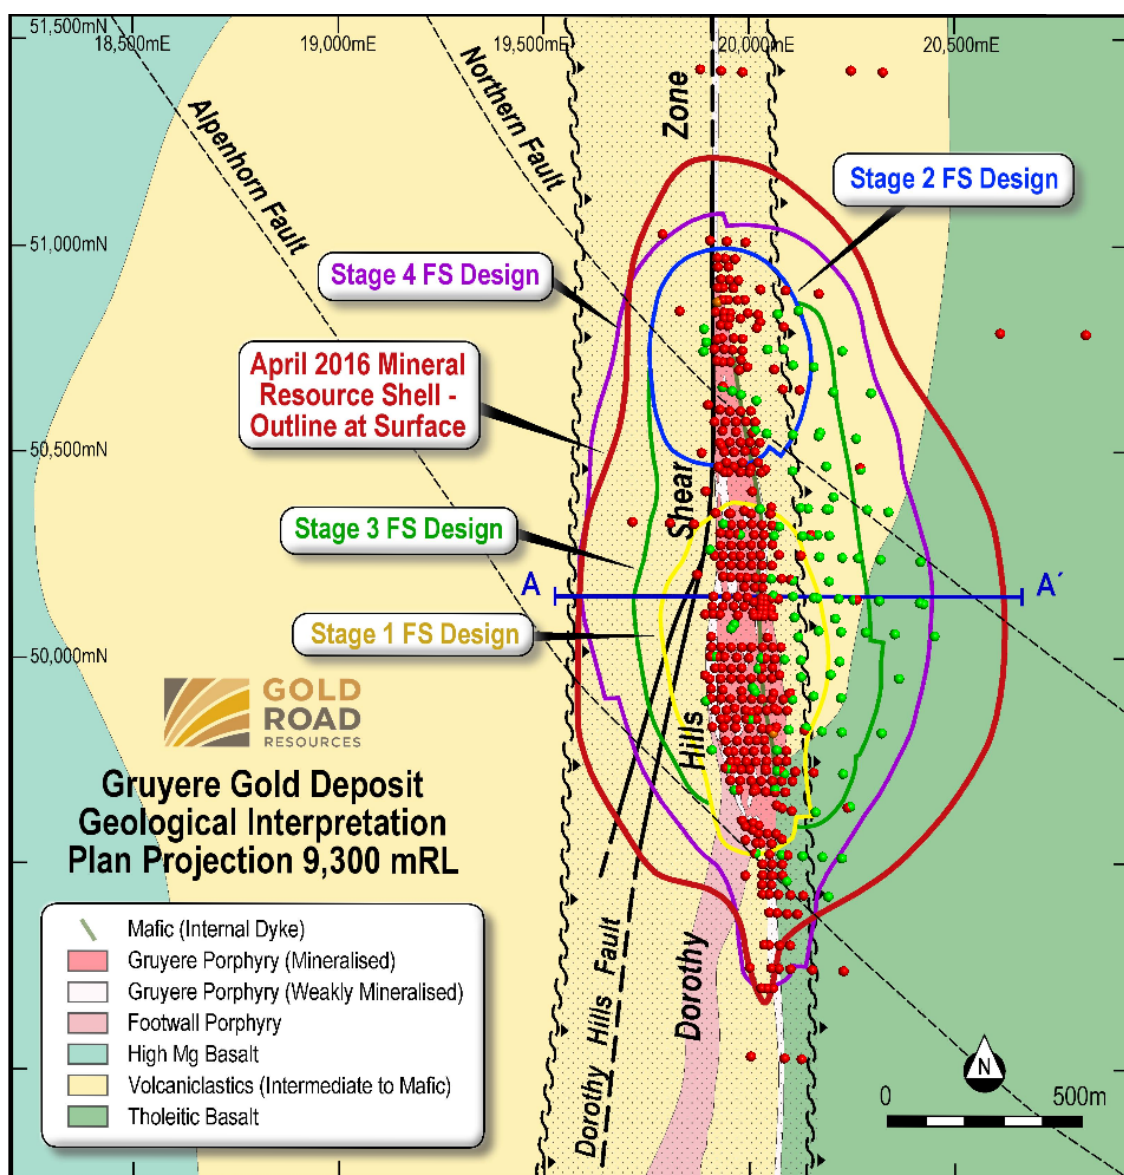 51,500mN
18,500mE
19,000mE
19,500mE
20,000mE
20,500mE
Northern Fault
Zone
Alpenhorn Fault
Stage 2 FS Design
51,000mN
Stage 4 FS Design
April 2016 Mineral
Resource Shell -
Outline at Surface
50,500mN
Shear
Stage 3 FS Design
A
A´
Stage 1 FS Design
50,000mN
GOLD
ROAD
RESOURCES
Hills
Gruyere Gold Deposit
Geological Interpretation
Plan Projection 9,300 mRL
Dorothy
Dorothy Hills Fault
Mafic (Internal Dyke)
Gruyere Porphyry (Mineralised)
Gruyere Porphyry (Weakly Mineralised)
Footwall Porphyry
High Mg Basalt
Volcaniclastics (Intermediate to Mafic)
Tholeitic Basalt
N
0
500m